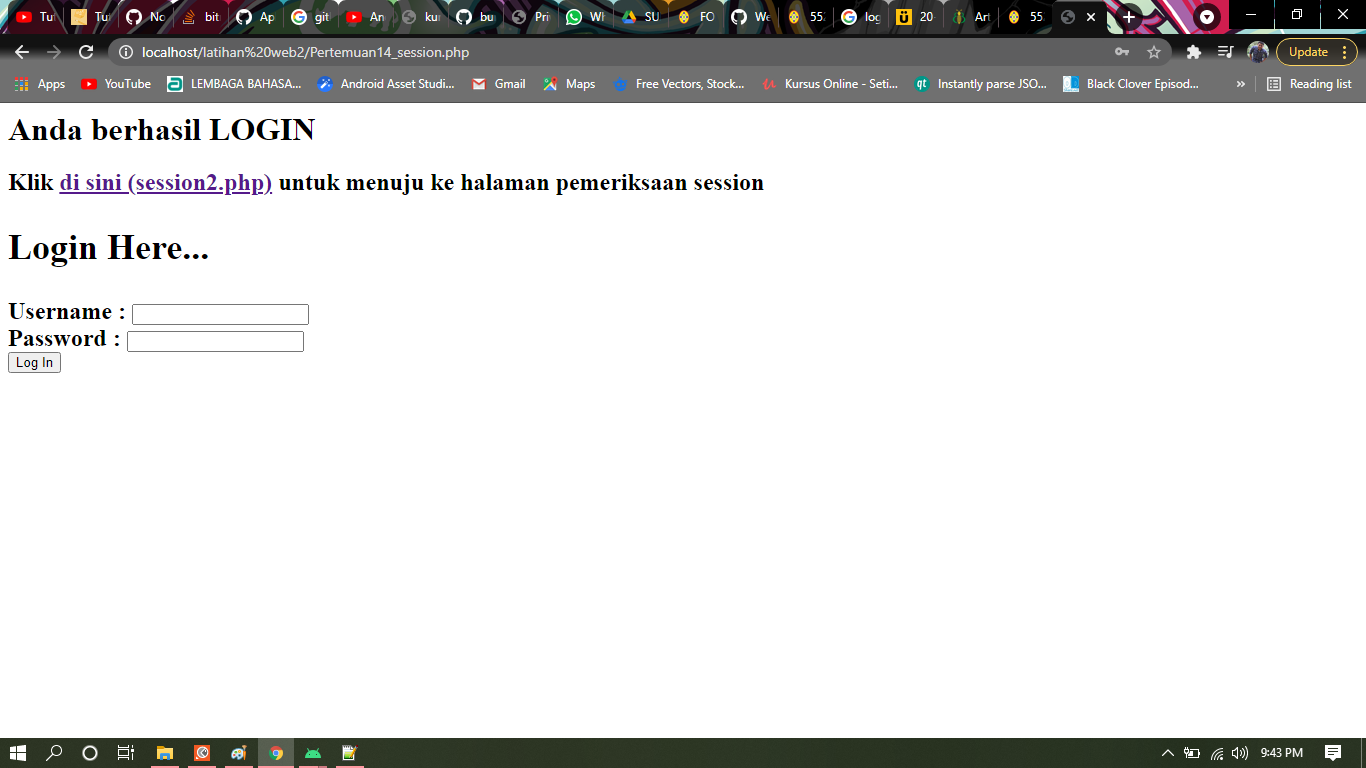 Tu Tu No bit Ap git An ku bu Pri Wl SU FO We 55. log 20 Art 55.
localhost/latihan%20web2/Pertemuan14_session.php Update
Apps YouTube LEMBAGA BAHASA... Android Asset Studi... Gmail Maps Free Vectors, Stock... Kursus Online - Seti... Instantly parse JSO... Black Clover Episod... » Reading list
Anda berhasil LOGIN
Klik di sini (session2.php) untuk menuju ke halaman pemeriksaan session
Login Here...
Username :
Password :
Log In
9:43 PM